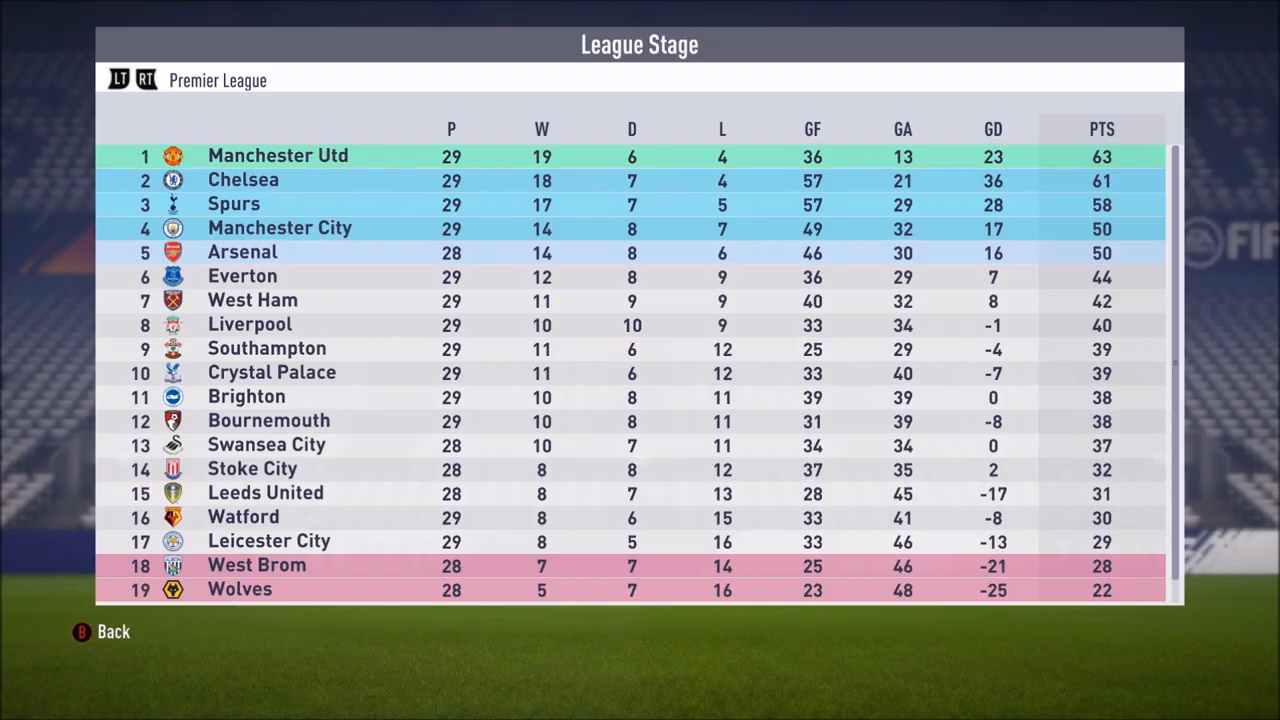 League Stage
LT RT Premier League
P W D L GF GA GD PTS
1 Manchester Utd 29 19 6 4 36 13 23 63
2 Chelsea 29 18 7 4 57 21 36 61
3 Spurs 29 17 7 5 57 29 28 58
4 Manchester City 29 14 8 7 49 32 17 50
5 Arsenal 28 14 8 6 46 30 16 50
6 Everton 29 12 8 9 36 29 7 44
7 West Ham 29 11 9 9 40 32 8 42
8 Liverpool 29 10 10 9 33 34 -1 40
9 Southampton 29 11 6 12 25 29 -4 39
10 Crystal Palace 29 11 6 12 33 40 -7 39
11 Brighton 29 10 8 11 39 39 0 38
12 Bournemouth 29 10 8 11 31 39 -8 38
13 Swansea City 28 10 7 11 34 34 0 37
14 Stoke City 28 8 8 12 37 35 2 32
15 Leeds United 28 8 7 13 28 45 -17 31
16 Watford 29 8 6 15 33 41 -8 30
17 Leicester City 29 8 5 16 33 46 -13 29
18 West Brom 28 7 7 14 25 46 -21 28
19 Wolves 28 5 7 16 23 48 -25 22
B Back